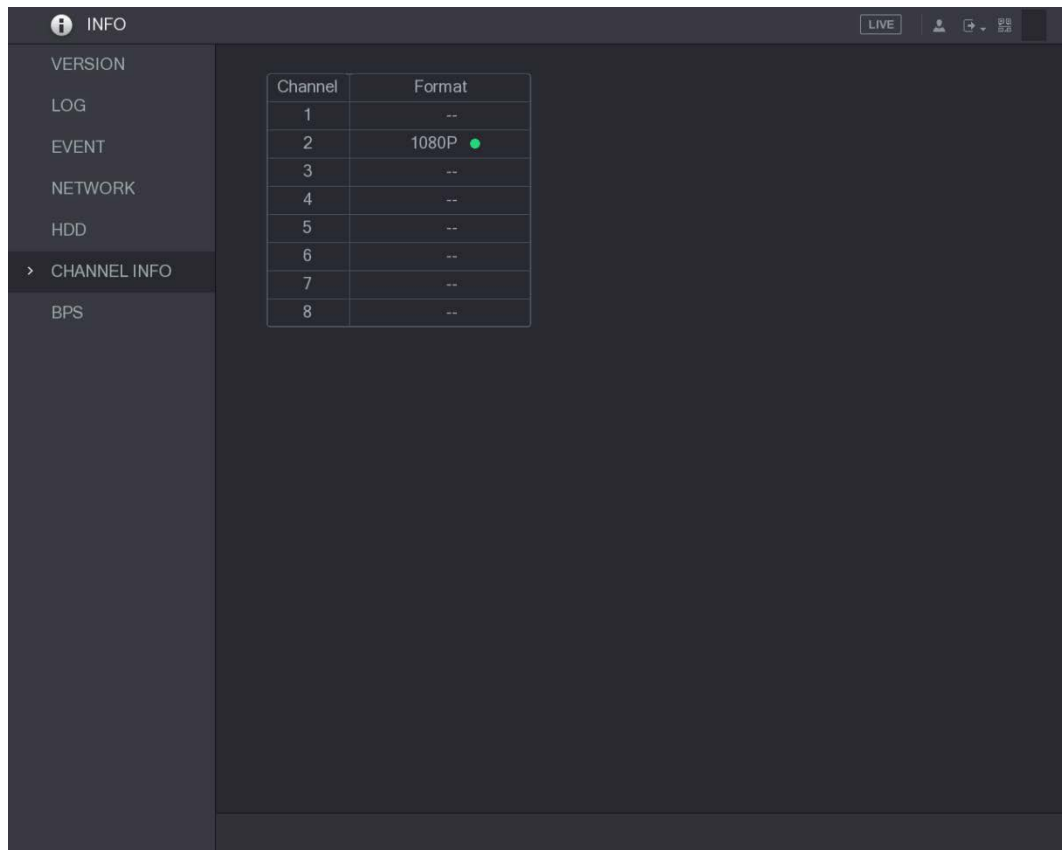 INFO
LIVE
VERSION
LOG
EVENT
NETWORK
HDD
> CHANNEL INFO
BPS
Channel Format
1 --
2 1080P
3 --
4 --
5 --
6 --
7 --
8 --